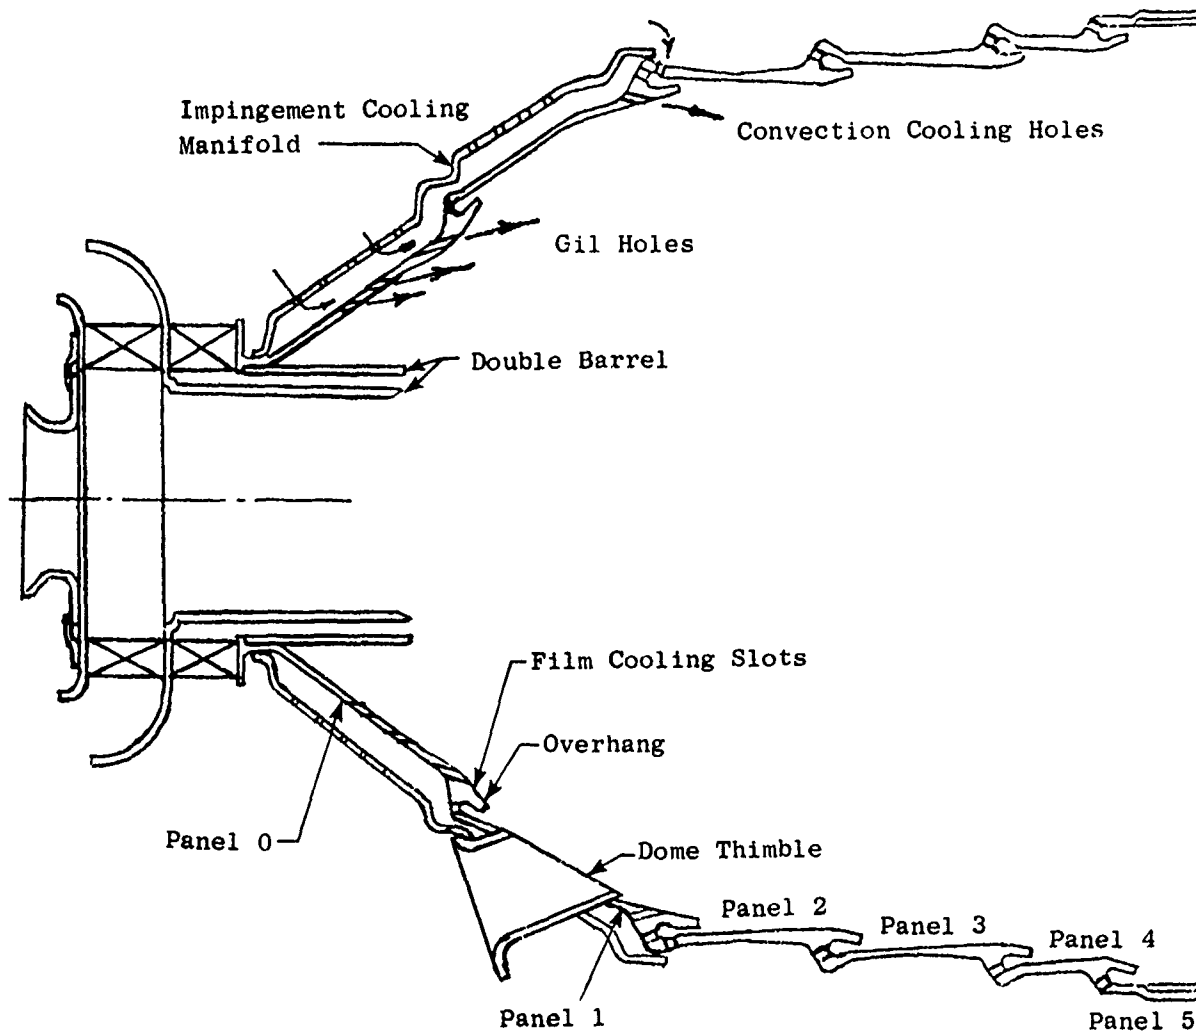 Impingement Cooling
Manifold
Convection Cooling Holes
Gil Holes
Double Barrel
Film Cooling Slots
Overhang
Panel 0
Dome Thimble
Panel 2
Panel 3
Panel 4
Panel 1
Panel 5